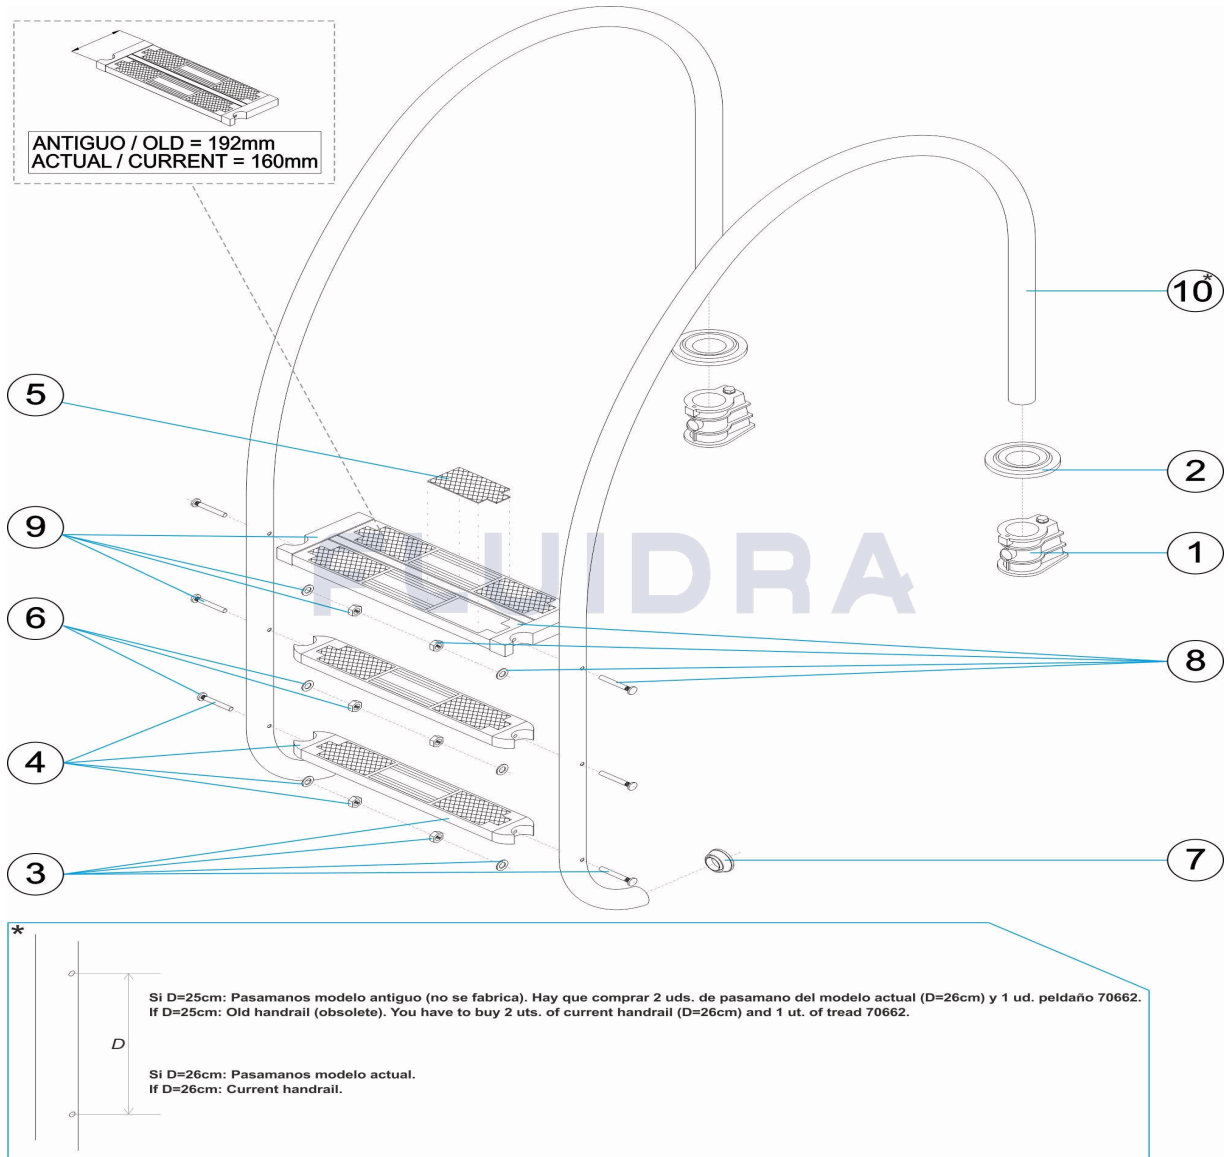 ANTIGUO / OLD = 192mm
ACTUAL / CURRENT = 160mm
10*
5
2
9
1
FLUIDRA
6
8
4
7
3
*
Si D=25cm: Pasamanos modelo antiguo (no se fabrica). Hay que comprar 2 uds. de pasamano del modelo actual (D=26cm) y 1 ud. peldaño 70662.
If D=25cm: Old handrail (obsolete). You have to buy 2 uts. of current handrail (D=26cm) and 1 ut. of tread 70662.
D
Si D=26cm: Pasamanos modelo actual.
If D=26cm: Current handrail.